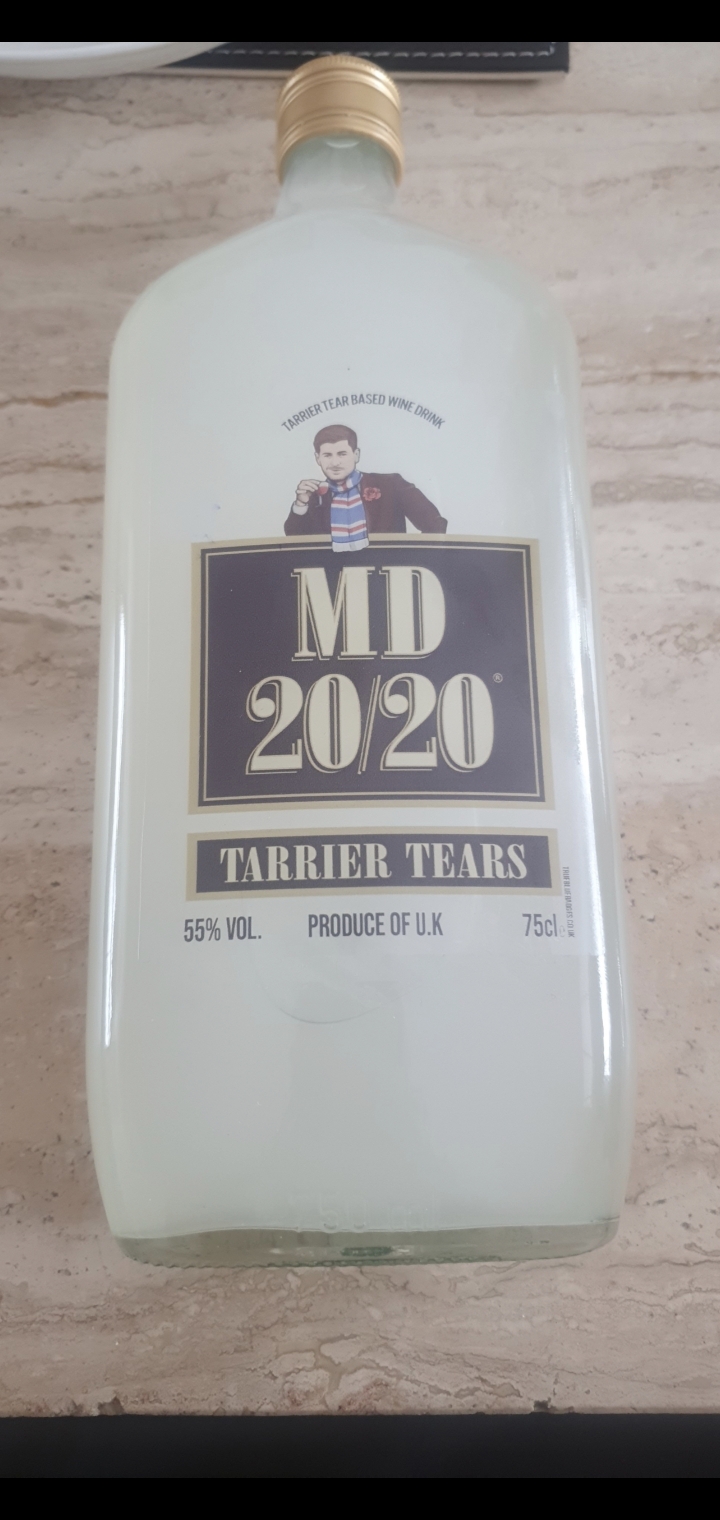 TARRIER TEAR BASED WINE DRINK
MD
20/20®
TARRIER TEARS
55% VOL. PRODUCE OF U.K 75cl